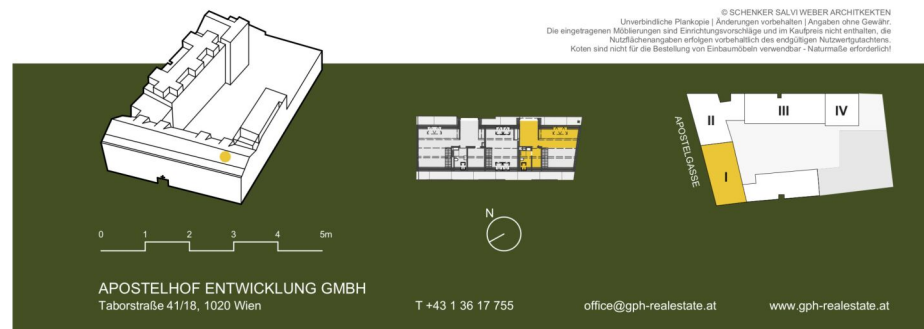 © SCHENKER SALVI WEBER ARCHITKEKTEN
Unverbindliche Plankopie | Änderungen vorbehalten | Angaben ohne Gewähr.
Die eingetragenen Möblierungen sind Einrichtungsvorschläge und im Kaufpreis nicht enthalten, die
Nutzflächenangaben erfolgen vorbehaltlich des endgültigen Nutzwertgutachtens.
Koten sind nicht für die Bestellung von Einbaumöbeln verwendbar - Naturmaße erforderlich!
II
III
IV
APOSTELGASSE
I
N
0 1 2 3 4 5m
APOSTELHOF ENTWICKLUNG GMBH
Taborstraße 41/18, 1020 Wien
T +43 1 36 17 755
office@gph-realestate.at
www.gph-realestate.at